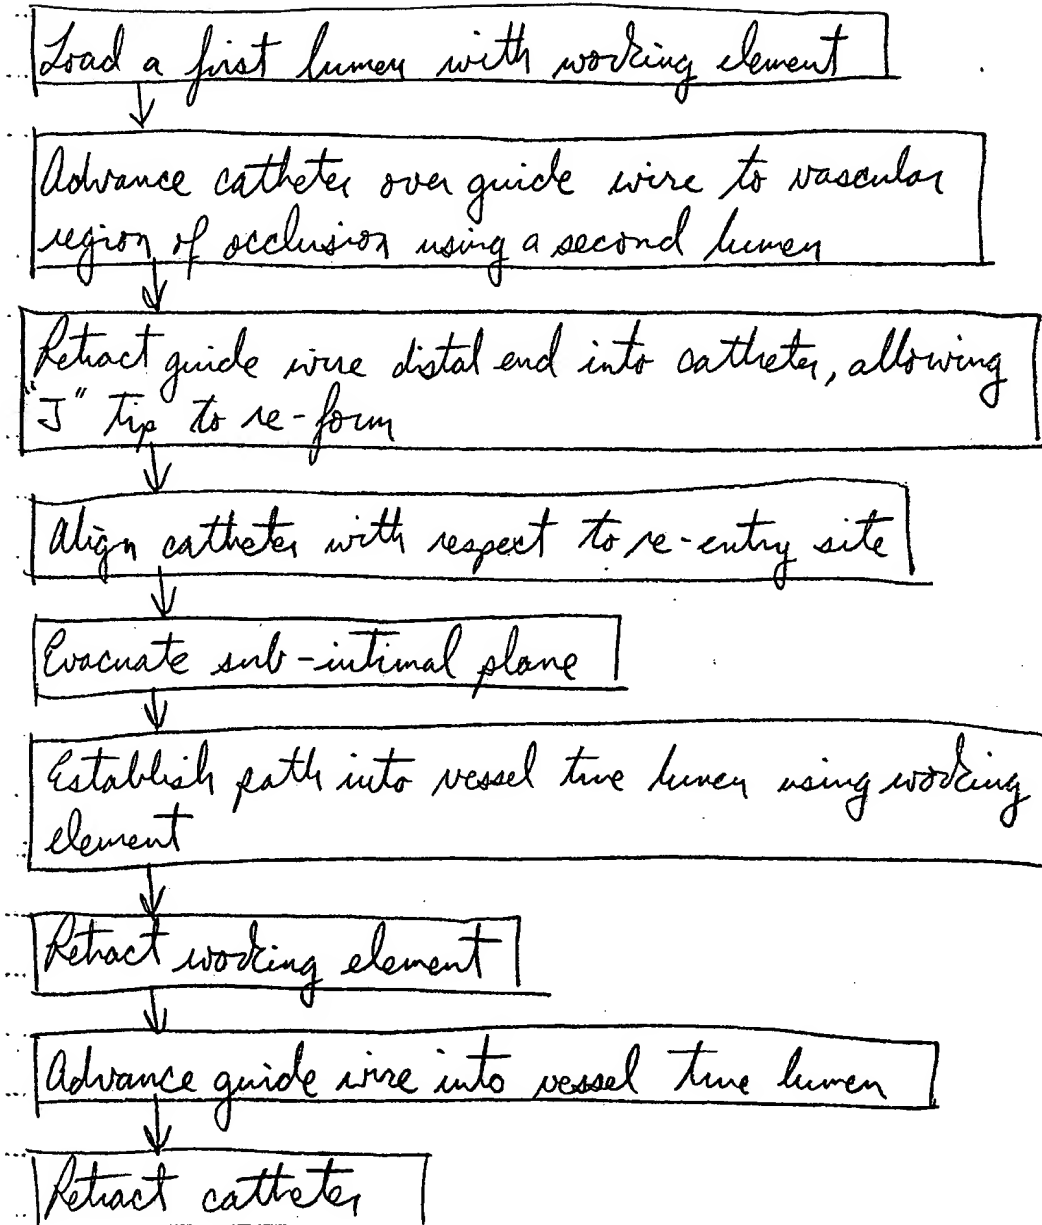 Load a first lumen with working element
Advance catheter over guide wire to vascular
region of occlusion using a second lumen
Retract guide wire distal end into catheter, allowing
"J" tip to re-form
Align catheter with respect to re-entry site
Evacuate sub-intimal plane
Establish path into vessel true lumen using working
element
Retract working element
Advance guide wire into vessel true lumen
Retract catheter